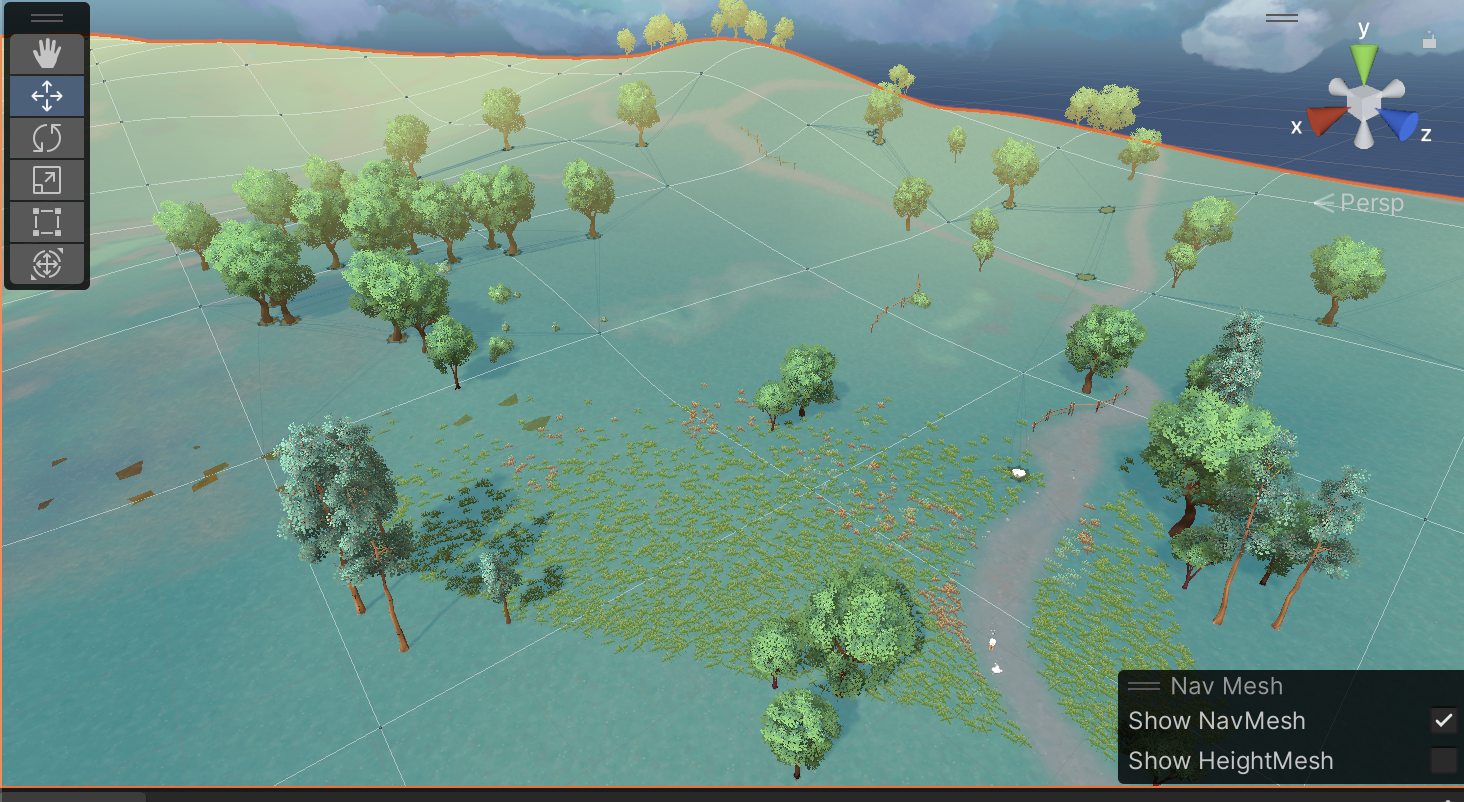 y
x
z
Persp
Nav Mesh
Show NavMesh
Show HeightMesh